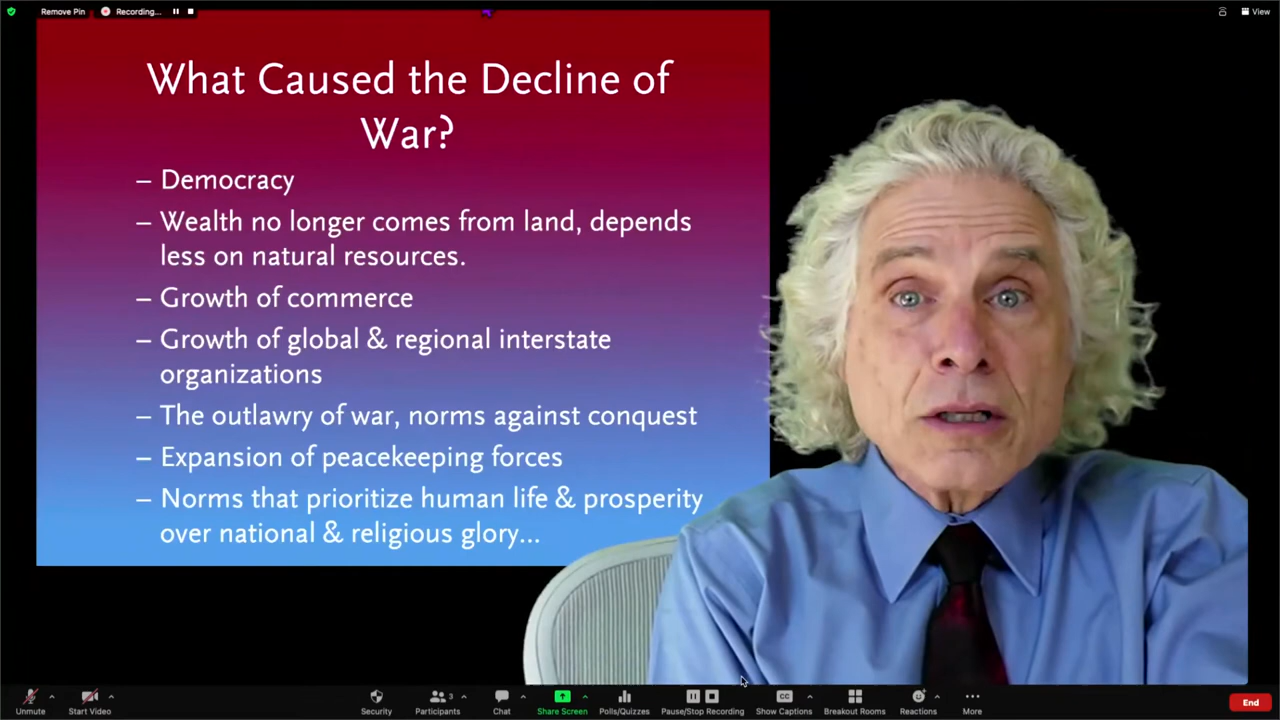 Remove Pin
Recording...
View
What Caused the Decline of
War?
– Democracy
– Wealth no longer comes from land, depends
less on natural resources.
– Growth of commerce
– Growth of global & regional interstate
organizations
– The outlawry of war, norms against conquest
– Expansion of peacekeeping forces
– Norms that prioritize human life & prosperity
over national & religious glory...
3
Unmute
Start Video
Security
Participants
Chat
Share Screen
Polls/Quizzes
Pause/Stop Recording
CC
Show Captions
Breakout Rooms
Reactions
More
End